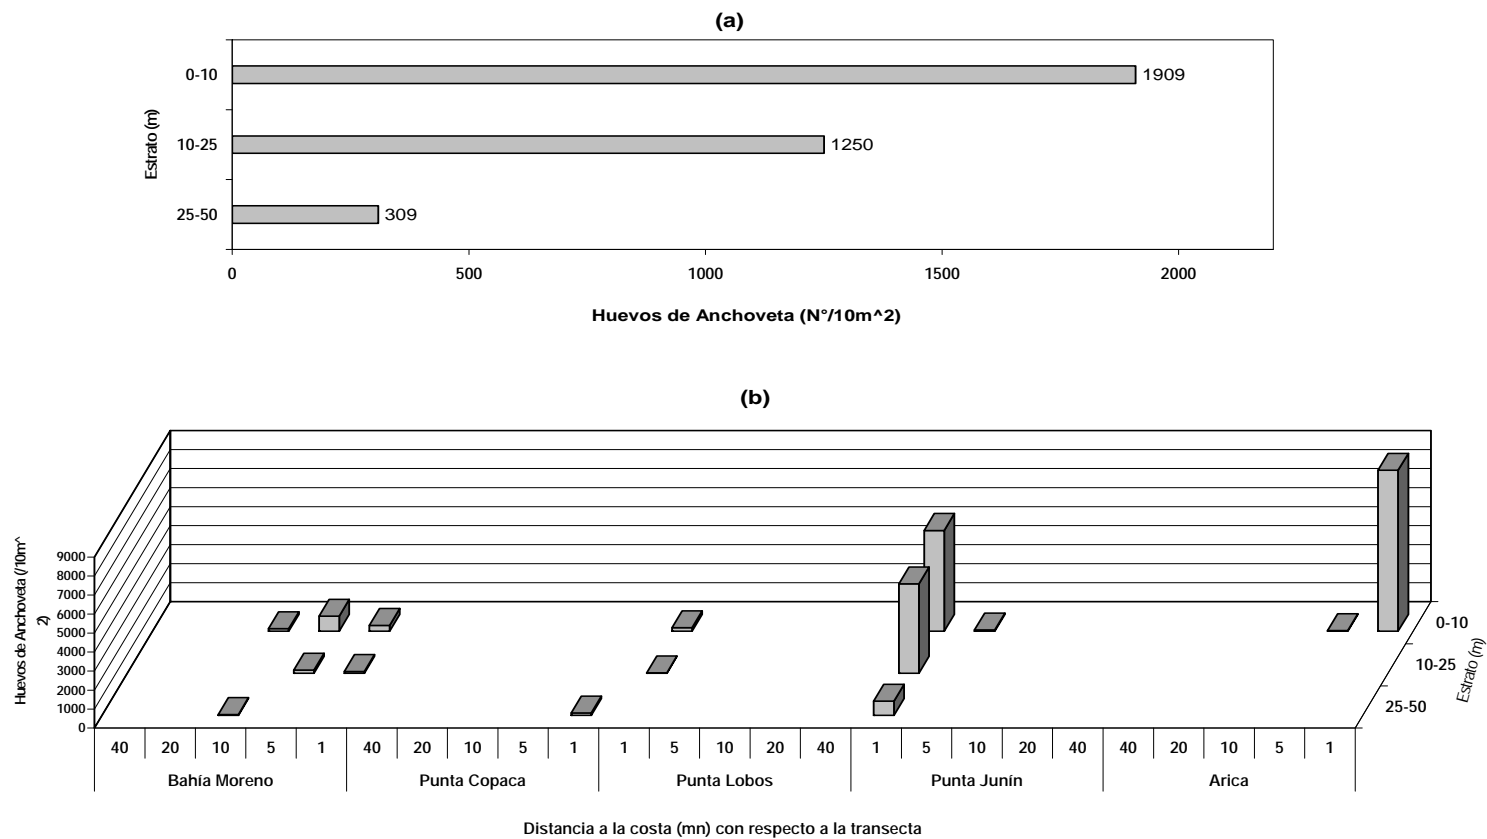 (a)
0-10
1909
10-25
1250
25-50
309
Estrato (m)
0 500 1000 1500 2000
Huevos de Anchoveta (N°/10m^2)
(b)
9000
8000
7000
6000
5000
4000
3000
2000
1000
0
Huevos de Anchoveta (/10m^
2)
0-10
10-25
25-50
Estrato (m)
40 20 10 5 1 40 20 10 5 1 1 5 10 20 40 1 5 10 20 40 40 20 10 5 1
Bahía Moreno Punta Copaca Punta Lobos Punta Junín Arica
Distancia a la costa (mn) con respecto a la transecta